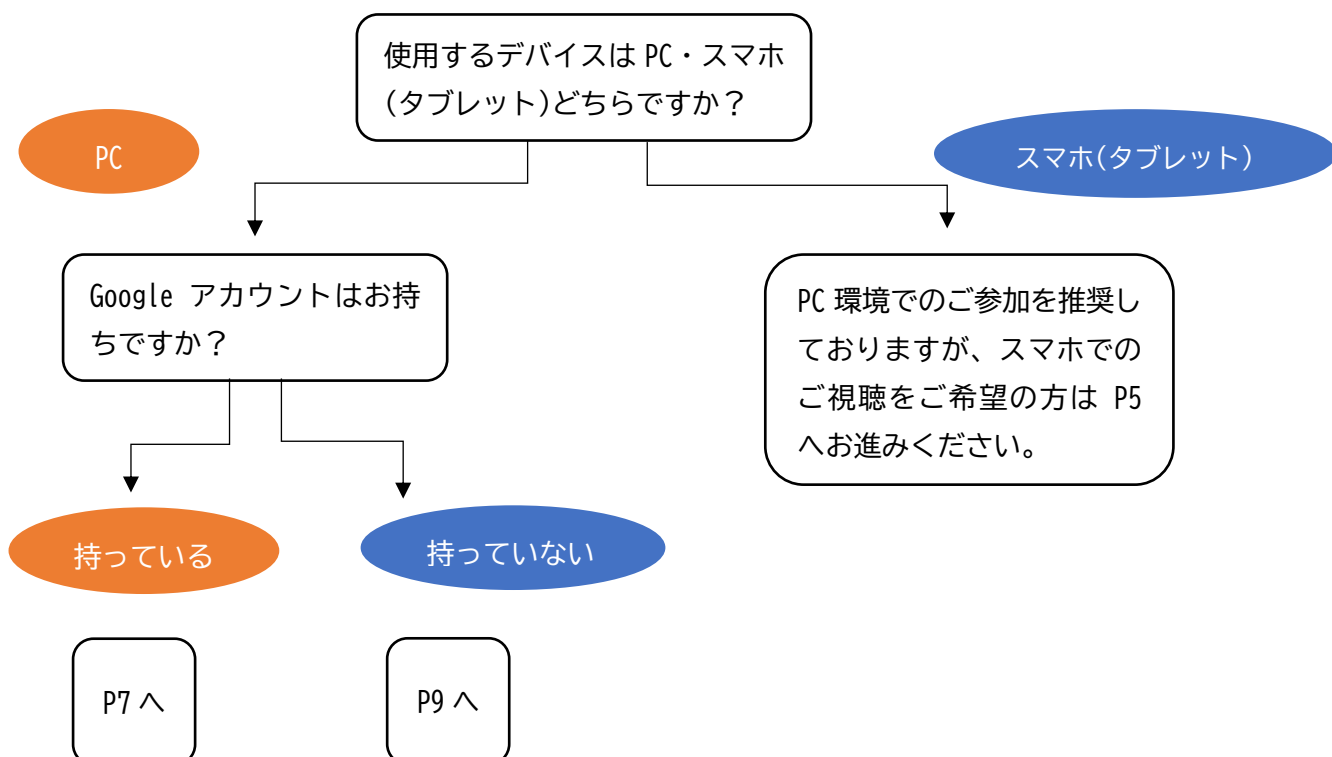 使用するデバイスは PC・スマホ
(タブレット)どちらですか？
PC
スマホ(タブレット)
Google アカウントはお持
ちですか？
PC 環境でのご参加を推奨し
ておりますが、スマホでの
ご視聴をご希望の方は P5
へお進みください。
持っている
持っていない
P7 へ
P9 へ